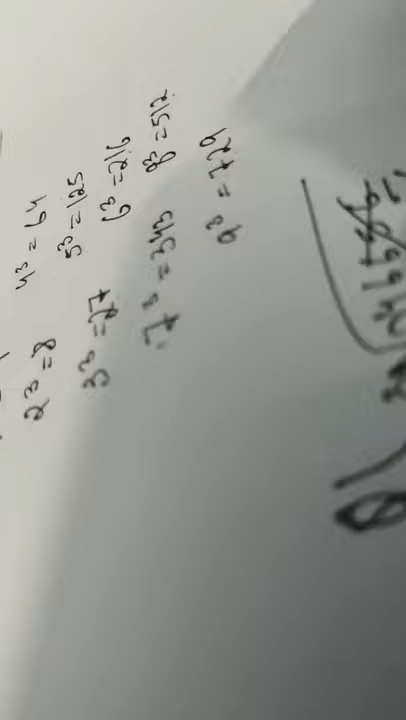 2³ = 8
4³ = 64
3³ = 27
5³ = 125
6³ = 216
7³ = 343
8³ = 512
9³ = 729